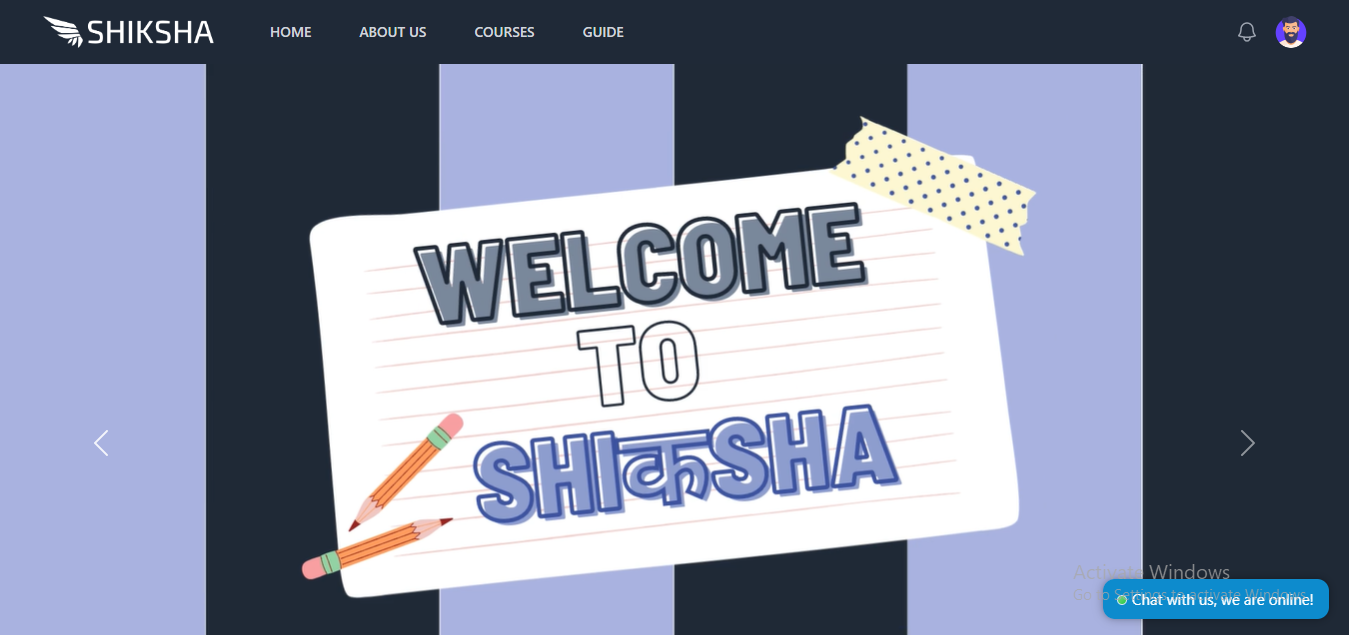 SHIKSHA
HOME ABOUT US COURSES GUIDE
WELCOME
TO
SHIकSHA
Activate Windows
Go to Settings to activate Windows.
Chat with us, we are online!